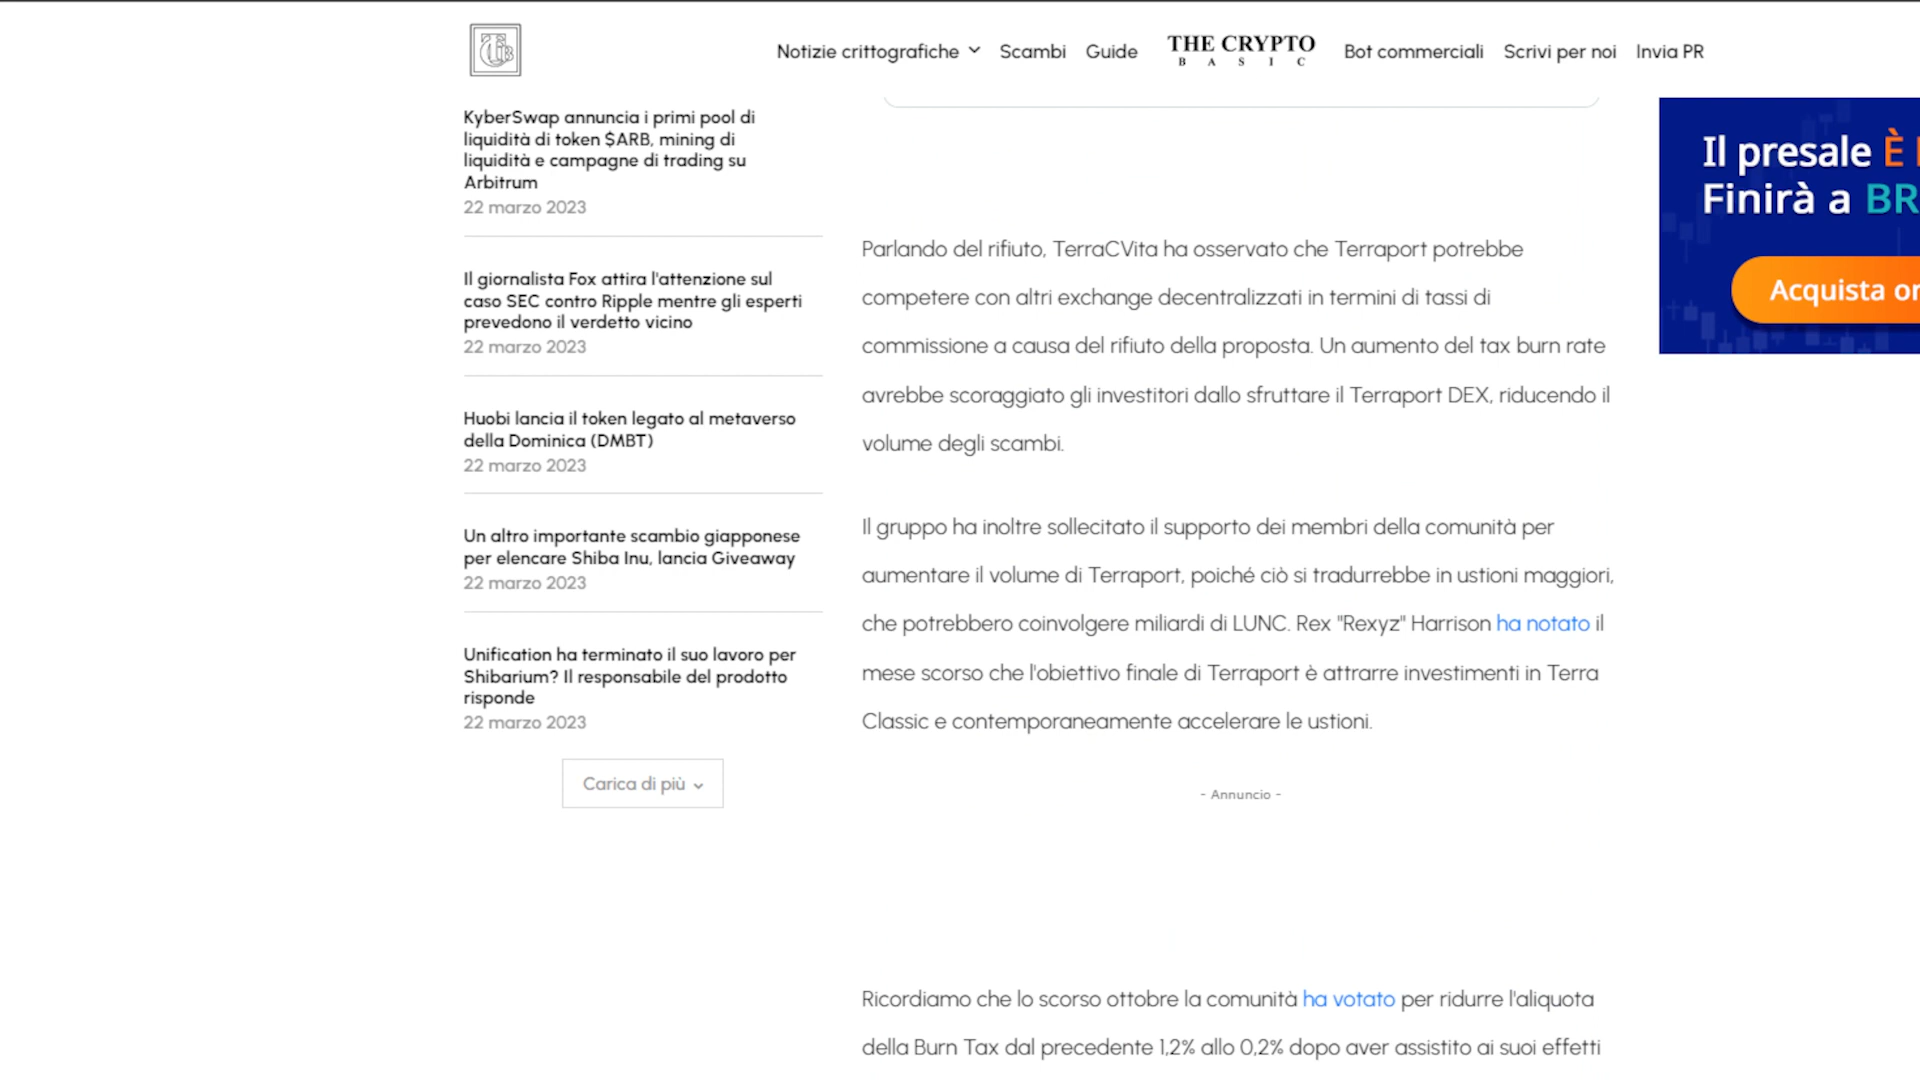 Notizie crittografiche
Scambi
Guide
THE CRYPTO
BASIC
Bot commerciali
Scrivi per noi
Invia PR
KyberSwap annuncia i primi pool di
liquidità di token $ARB, mining di
liquidità e campagne di trading su
Arbitrum
22 marzo 2023
Il giornalista Fox attira l'attenzione sul
caso SEC contro Ripple mentre gli esperti
prevedono il verdetto vicino
22 marzo 2023
Huobi lancia il token legato al metaverso
della Dominica (DMBT)
22 marzo 2023
Un altro importante scambio giapponese
per elencare Shiba Inu, lancia Giveaway
22 marzo 2023
Unification ha terminato il suo lavoro per
Shibarium? Il responsabile del prodotto
risponde
22 marzo 2023
Carica di più
Parlando del rifiuto, TerraCVita ha osservato che Terraport potrebbe
competere con altri exchange decentralizzati in termini di tassi di
commissione a causa del rifiuto della proposta. Un aumento del tax burn rate
avrebbe scoraggiato gli investitori dallo sfruttare il Terraport DEX, riducendo il
volume degli scambi.
Il gruppo ha inoltre sollecitato il supporto dei membri della comunità per
aumentare il volume di Terraport, poiché ciò si tradurrebbe in ustioni maggiori,
che potrebbero coinvolgere miliardi di LUNC. Rex "Rexyz" Harrison ha notato il
mese scorso che l'obiettivo finale di Terraport è attrarre investimenti in Terra
Classic e contemporaneamente accelerare le ustioni.
- Annuncio -
Ricordiamo che lo scorso ottobre la comunità ha votato per ridurre l'aliquota
della Burn Tax dal precedente 1,2% allo 0,2% dopo aver assistito ai suoi effetti
Il presale È
Finirà a BR
Acquista or